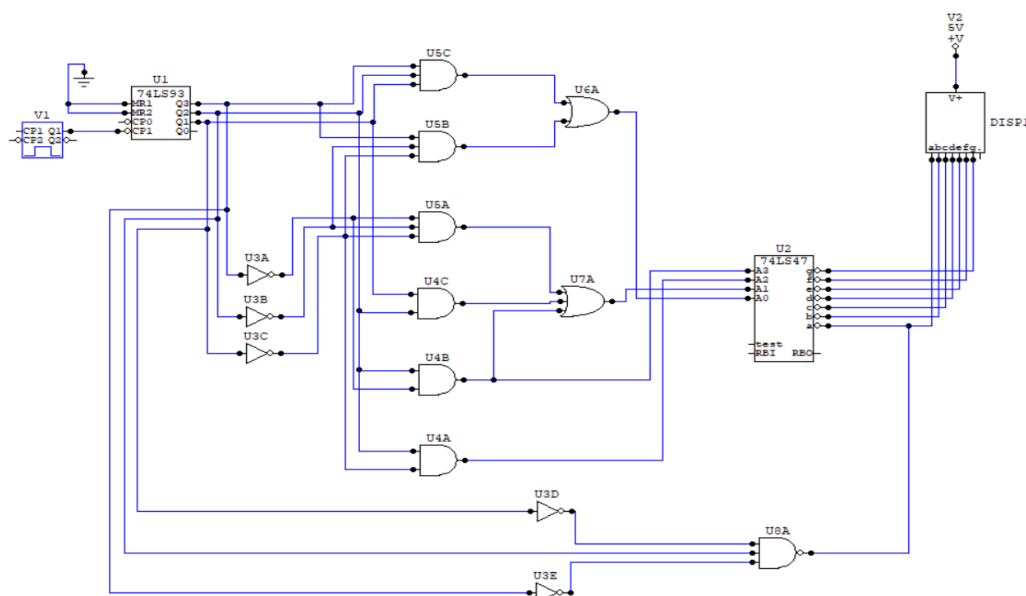 V2
5V
+V
U5C
U1
74LS93
U6A
V+
V1
MR1 Q3
MR2 Q2
CP0 Q1
CP1 Q0
CP1 Q1
CP2 Q2
DISP1
U5B
abcdefg.
U5A
U2
74LS47
U3A
U4C
U7A
A3 g
A2 f
A1 e
A0 d
c
b
a
U3B
U3C
test
RBI RBO
U4B
U4A
U3D
U8A
U3E